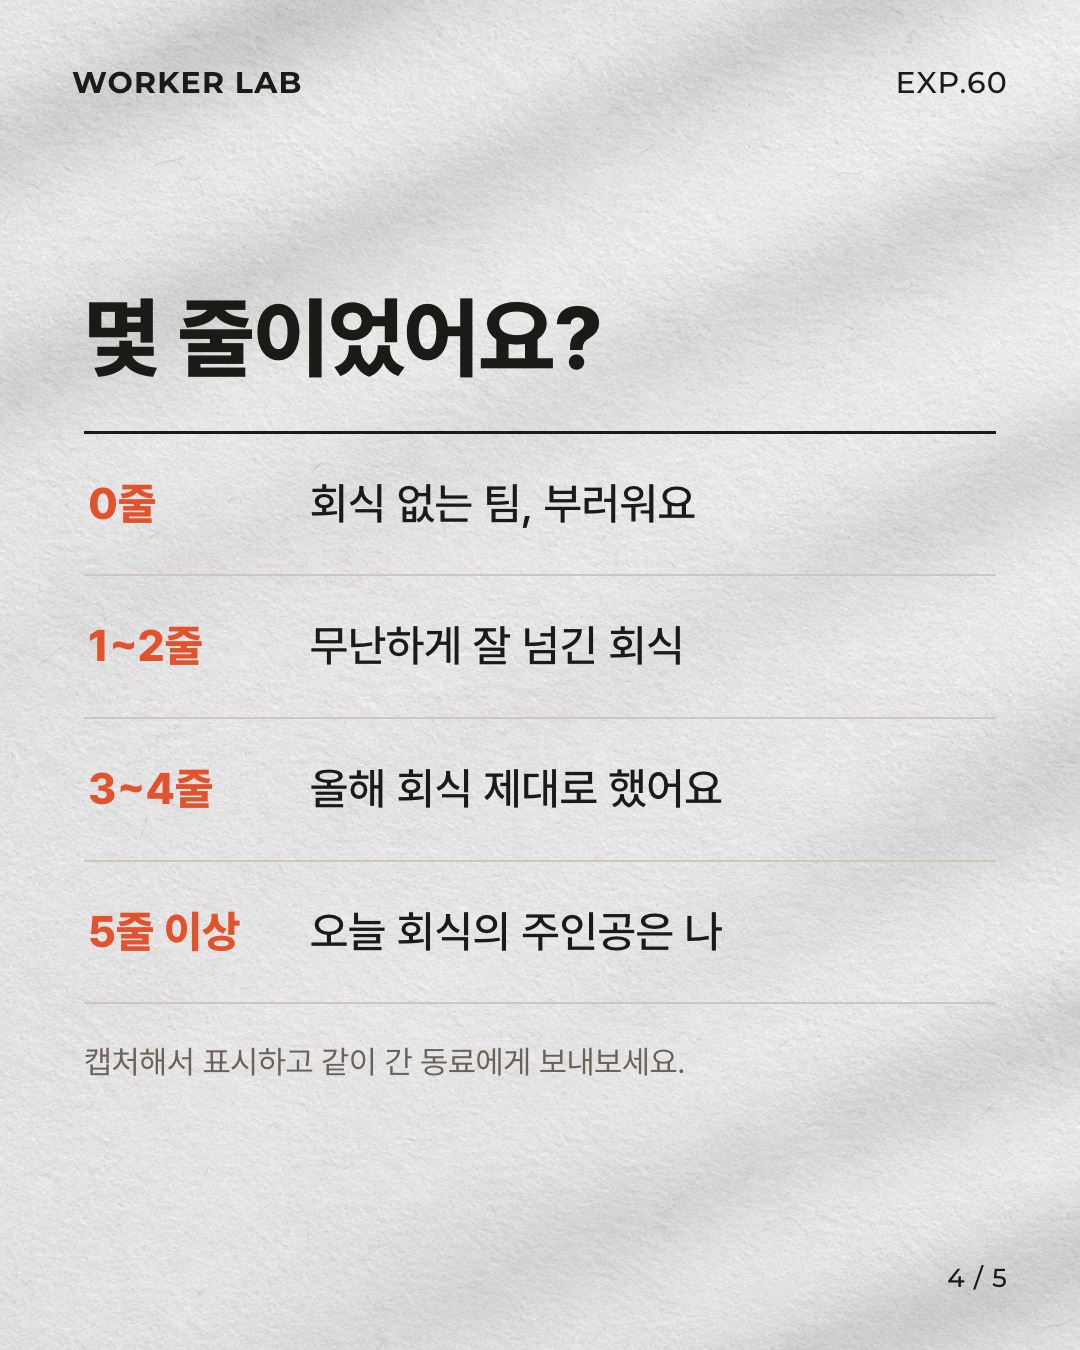 WORKER LAB
EXP.60
몇 줄이었어요?
0줄 회식 없는 팀, 부러워요
1~2줄 무난하게 잘 넘긴 회식
3~4줄 올해 회식 제대로 했어요
5줄 이상 오늘 회식의 주인공은 나
캡처해서 표시하고 같이 간 동료에게 보내보세요.
4 / 5